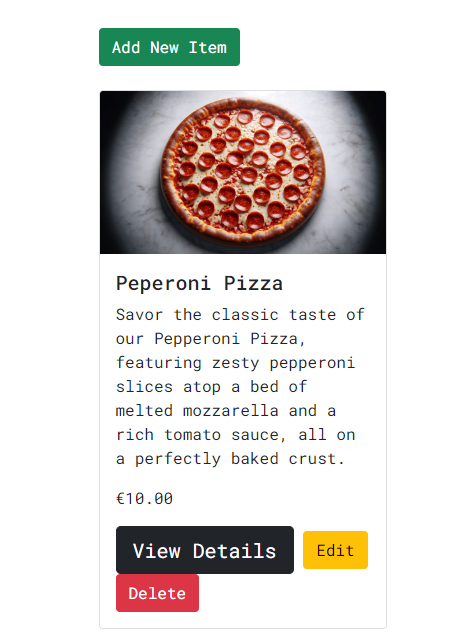 Add New Item
Peperoni Pizza
Savor the classic taste of
our Pepperoni Pizza,
featuring zesty pepperoni
slices atop a bed of
melted mozzarella and a
rich tomato sauce, all on
a perfectly baked crust.
€10.00
View Details Edit
Delete